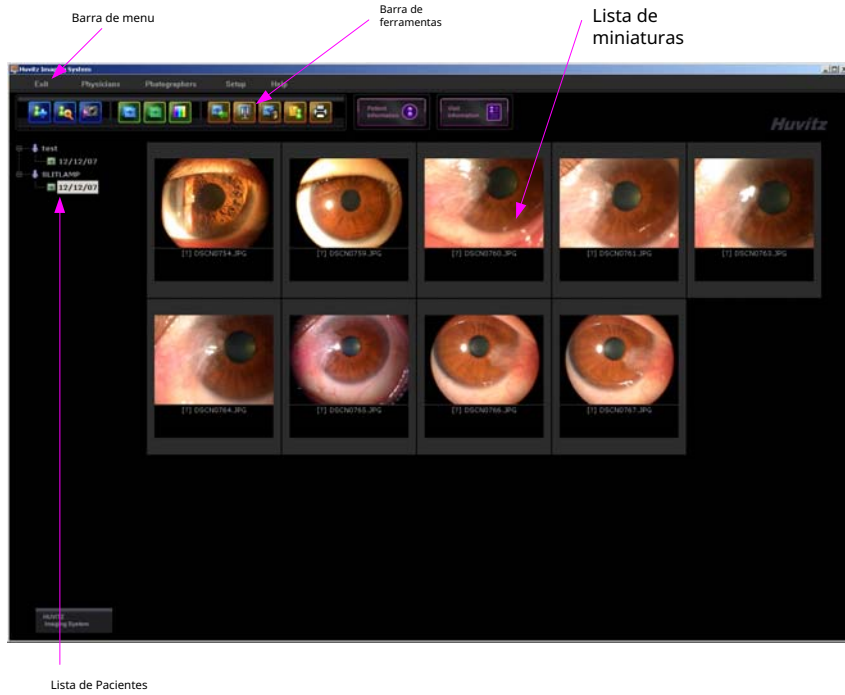 Barra de menu
Barra de
ferramentas
Lista de
miniaturas
Huvitz Imaging System
Exit Physicians Photographers Setup Help
Patient
Information
Visit
Information
Huvitz
test
12/12/07
SLITLAMP
12/12/07
[?] DSCN0754.JPG [?] DSCN0759.JPG [?] DSCN0760.JPG [?] DSCN0761.JPG [?] DSCN0763.JPG
[?] DSCN0764.JPG [?] DSCN0765.JPG [?] DSCN0766.JPG [?] DSCN0767.JPG
HUVITZ
Imaging System
Lista de Pacientes